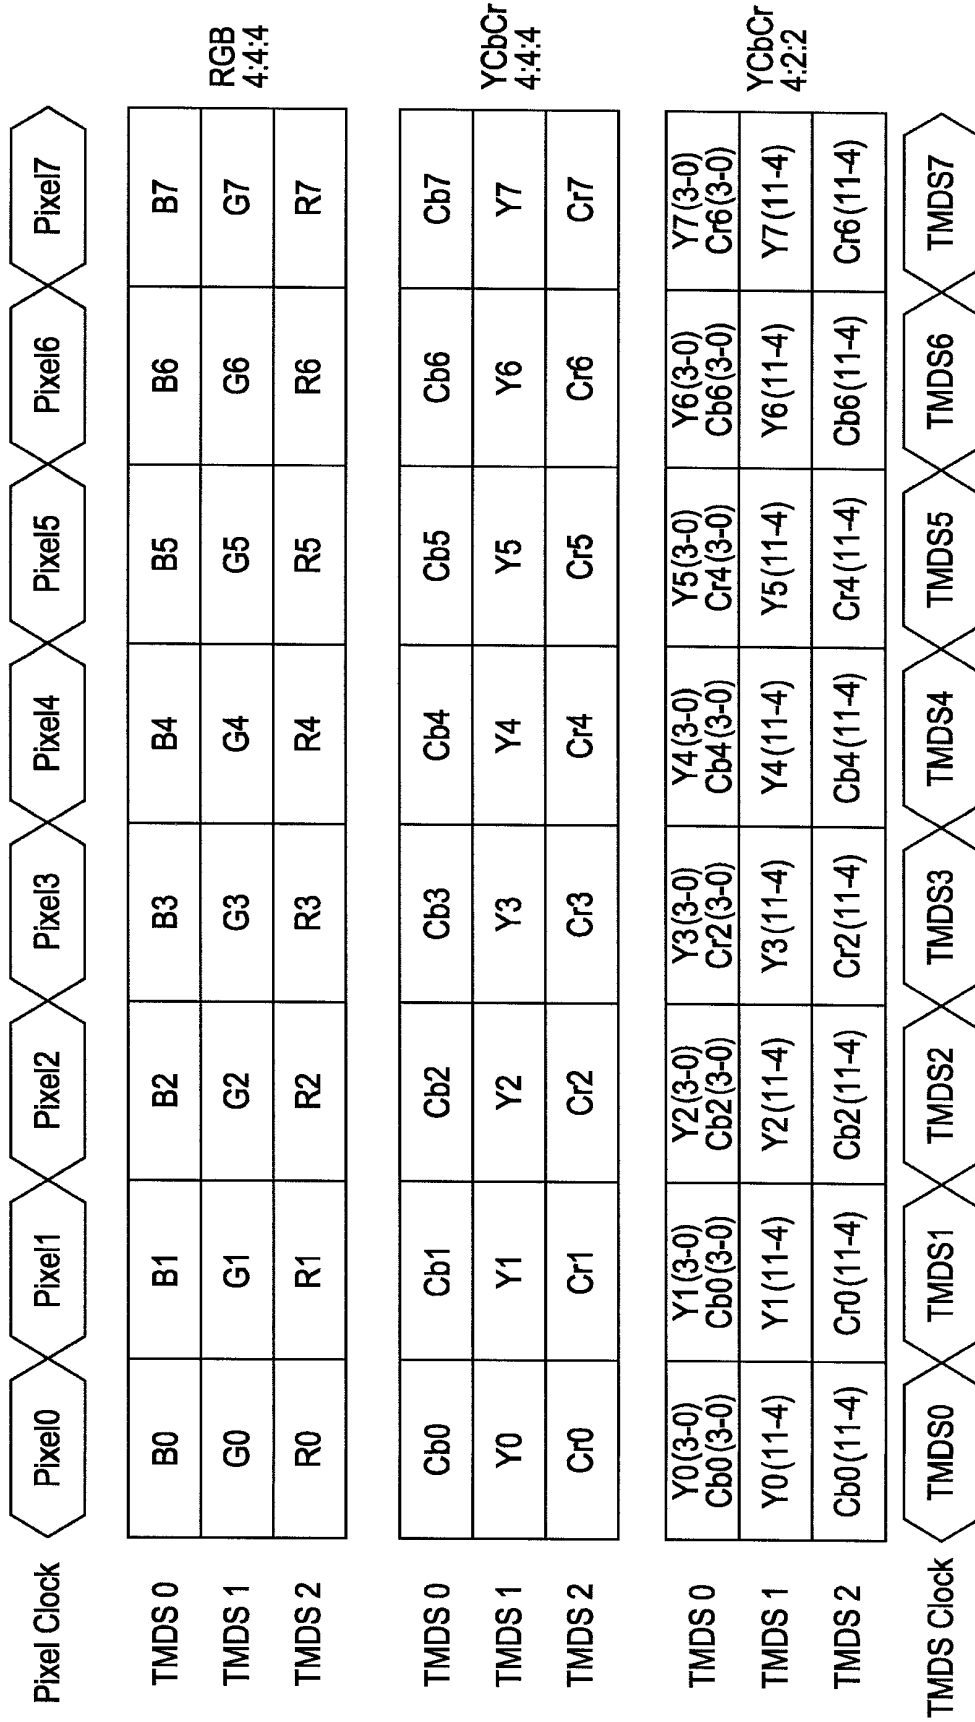 Pixel Clock Pixel0 Pixel1 Pixel2 Pixel3 Pixel4 Pixel5 Pixel6 Pixel7
TMDS 0 B0 B1 B2 B3 B4 B5 B6 B7
TMDS 1 G0 G1 G2 G3 G4 G5 G6 G7
TMDS 2 R0 R1 R2 R3 R4 R5 R6 R7
RGB
4:4:4
TMDS 0 Cb0 Cb1 Cb2 Cb3 Cb4 Cb5 Cb6 Cb7
TMDS 1 Y0 Y1 Y2 Y3 Y4 Y5 Y6 Y7
TMDS 2 Cr0 Cr1 Cr2 Cr3 Cr4 Cr5 Cr6 Cr7
YCbCr
4:4:4
Y0(3-0) Y1(3-0) Y2(3-0) Y3(3-0) Y4(3-0) Y5(3-0) Y6(3-0) Y7(3-0)
TMDS 0 Cb0(3-0) Cb0(3-0) Cb2(3-0) Cr2(3-0) Cb4(3-0) Cr4(3-0) Cb6(3-0) Cr6(3-0)
TMDS 1 Y0(11-4) Y1(11-4) Y2(11-4) Y3(11-4) Y4(11-4) Y5(11-4) Y6(11-4) Y7(11-4)
TMDS 2 Cb0(11-4) Cr0(11-4) Cb2(11-4) Cr2(11-4) Cb4(11-4) Cr4(11-4) Cb6(11-4) Cr6(11-4)
YCbCr
4:2:2
TMDS Clock TMDS0 TMDS1 TMDS2 TMDS3 TMDS4 TMDS5 TMDS6 TMDS7